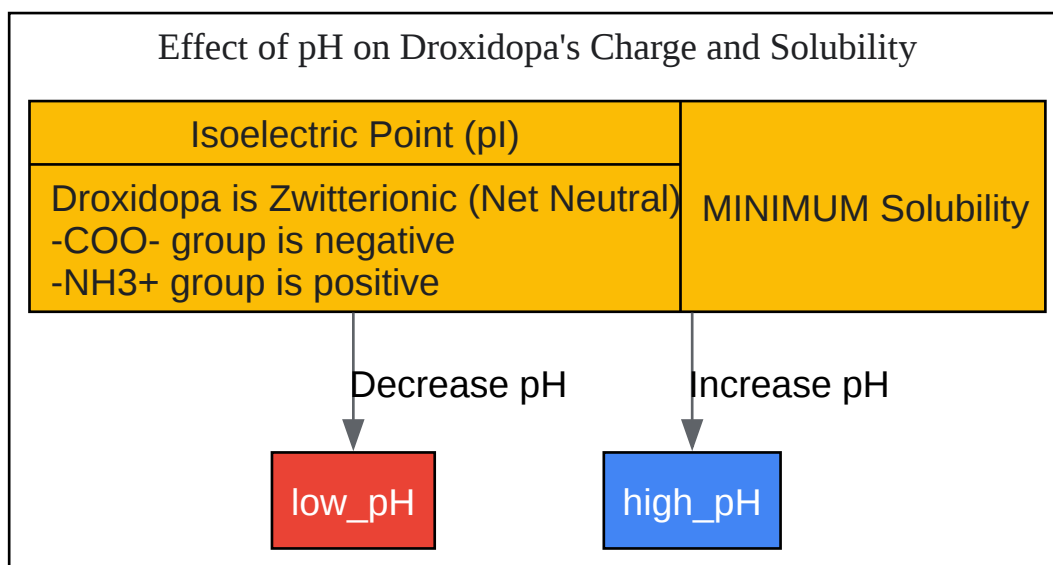 Effect of pH on Droxidopa's Charge and Solubility
Isoelectric Point (pI)
Droxidopa is Zwitterionic (Net Neutral)
-COO- group is negative
-NH3+ group is positive
MINIMUM Solubility
Decrease pH
Increase pH
low_pH
high_pH